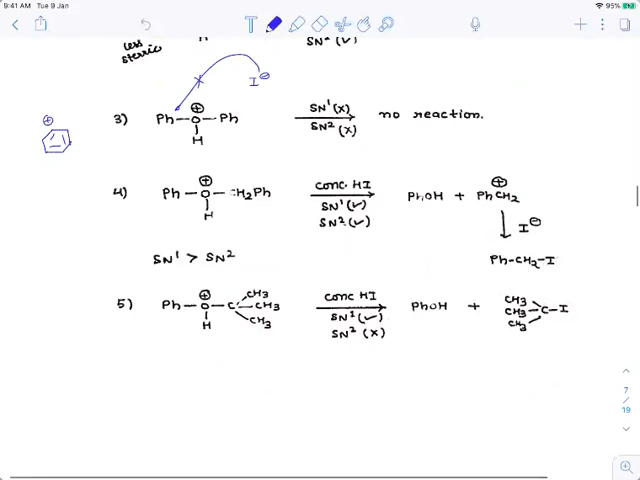 9:41 AM Tue 9 Jan
95%
less
H
SN² (✓)
steric
I⊖
⊕
⊕
3) Ph—O—Ph
H
SN¹ (x)
SN² (x)
no reaction.
⊕
4) Ph—O—CH₂Ph
H
conc. HI
SN¹ (✓)
SN² (✓)
PhOH + PhCH₂
⊕
I⊖
Ph-CH₂-I
SN¹ > SN²
⊕
5) Ph—O—C
H
CH₃
CH₃
CH₃
conc HI
SN¹ (✓)
SN² (x)
PhOH +
CH₃
CH₃
CH₃
C—I
7
/
19